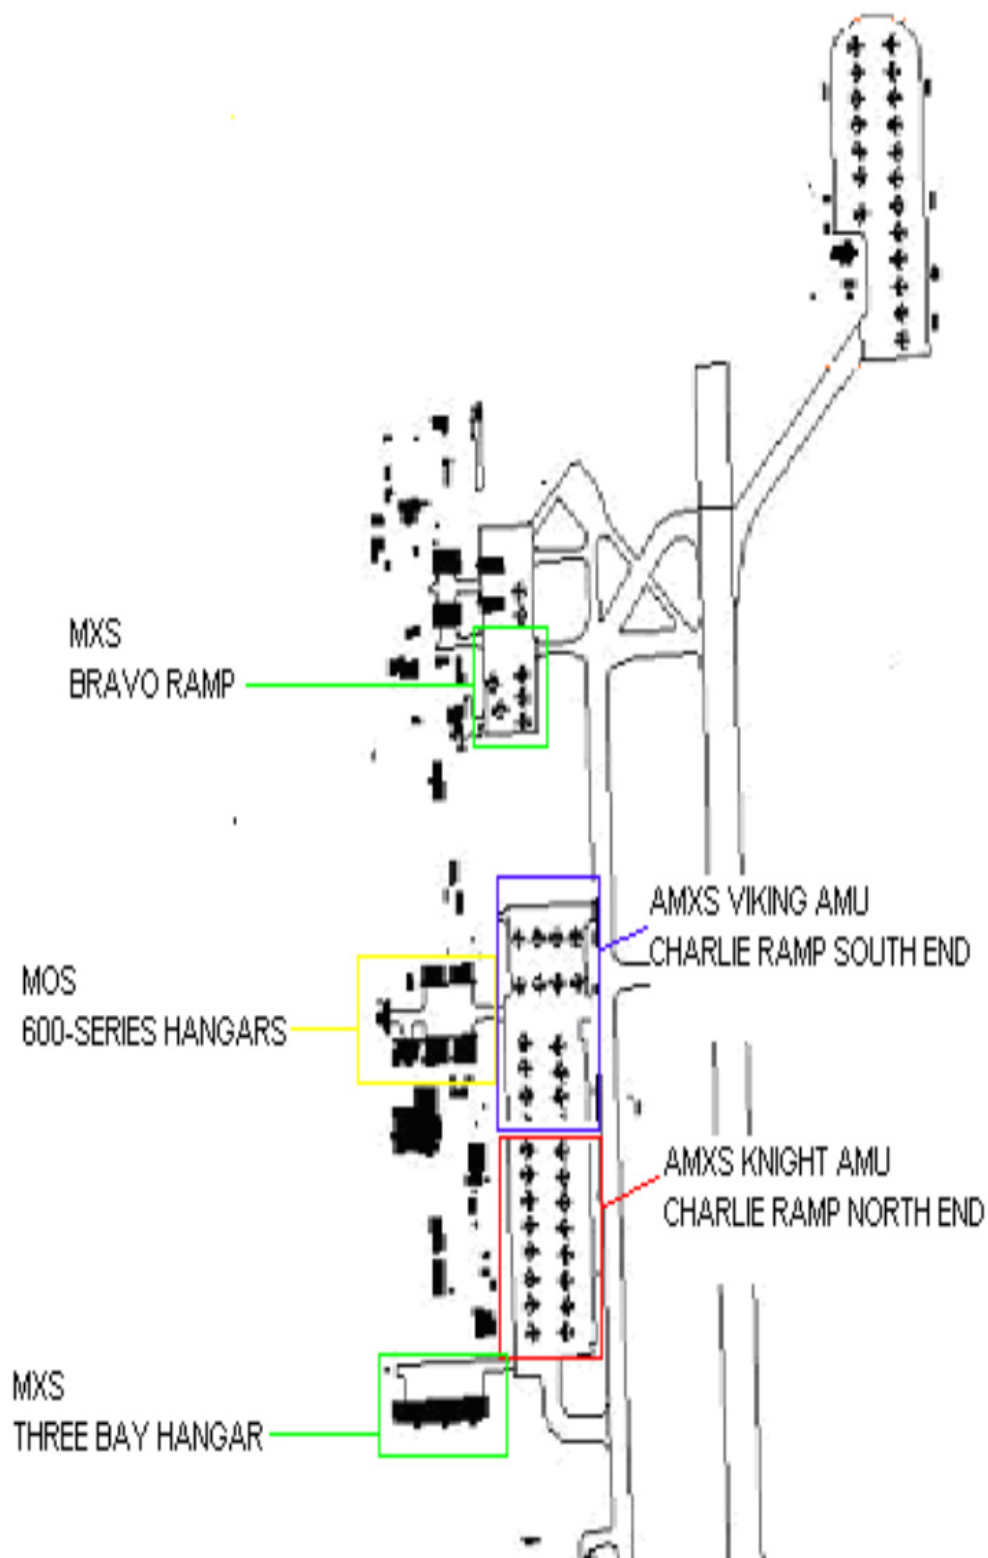 MXS
BRAVO RAMP
AMXS VIKING AMU
CHARLIE RAMP SOUTH END
MOS
600-SERIES HANGARS
AMXS KNIGHT AMU
CHARLIE RAMP NORTH END
MXS
THREE BAY HANGAR